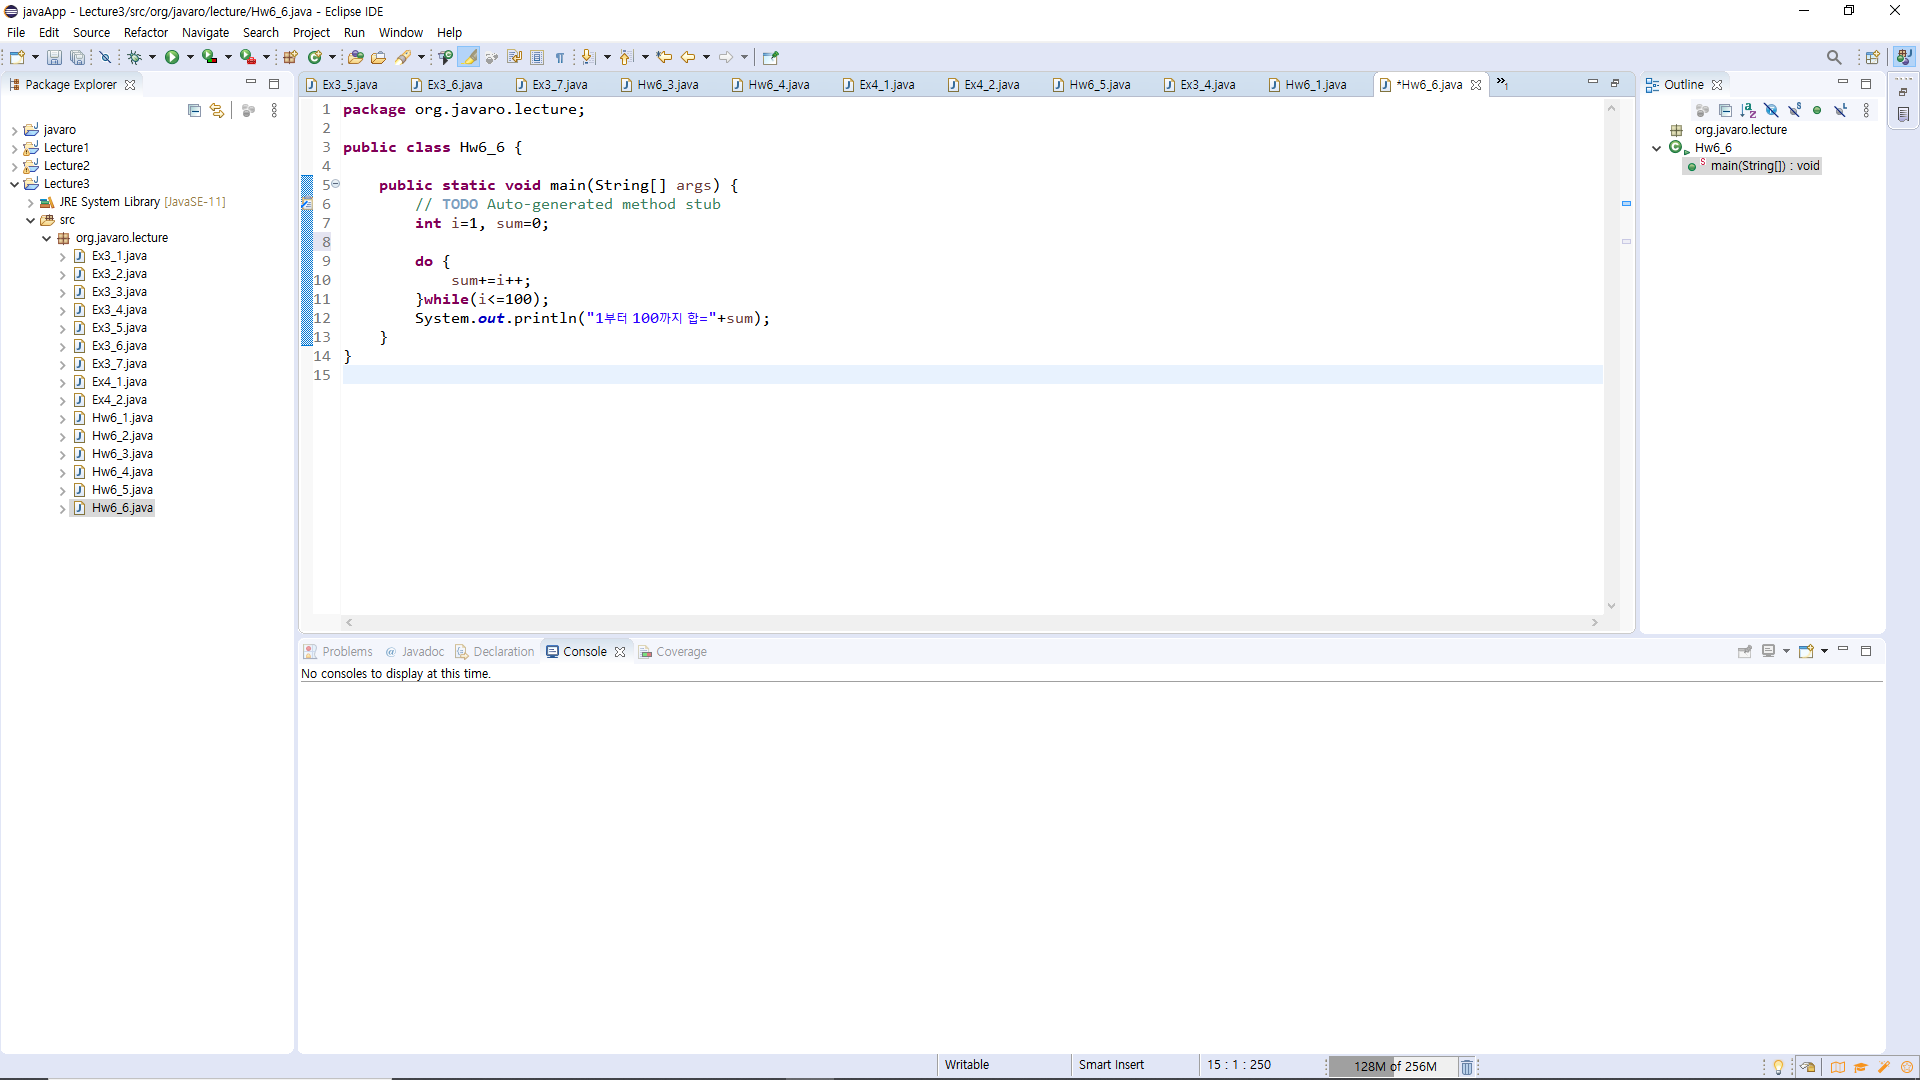 javaApp - Lecture3/src/org/javaro/lecture/Hw6_6.java - Eclipse IDE
File Edit Source Refactor Navigate Search Project Run Window Help
Package Explorer
javaro
Lecture1
Lecture2
Lecture3
JRE System Library [JavaSE-11]
src
org.javaro.lecture
Ex3_1.java
Ex3_2.java
Ex3_3.java
Ex3_4.java
Ex3_5.java
Ex3_6.java
Ex3_7.java
Ex4_1.java
Ex4_2.java
Hw6_1.java
Hw6_2.java
Hw6_3.java
Hw6_4.java
Hw6_5.java
Hw6_6.java
Ex3_5.java Ex3_6.java Ex3_7.java Hw6_3.java Hw6_4.java Ex4_1.java Ex4_2.java Hw6_5.java Ex3_4.java Hw6_1.java *Hw6_6.java »1
1 package org.javaro.lecture;
2
3 public class Hw6_6 {
4
5 public static void main(String[] args) {
6 // TODO Auto-generated method stub
7 int i=1, sum=0;
8
9 do {
10 sum+=i++;
11 }while(i<=100);
12 System.out.println("1부터 100까지 합="+sum);
13 }
14 }
15
Outline
org.javaro.lecture
Hw6_6
main(String[]) : void
Problems @ Javadoc Declaration Console Coverage
No consoles to display at this time.
Writable Smart Insert 15 : 1 : 250 128M of 256M